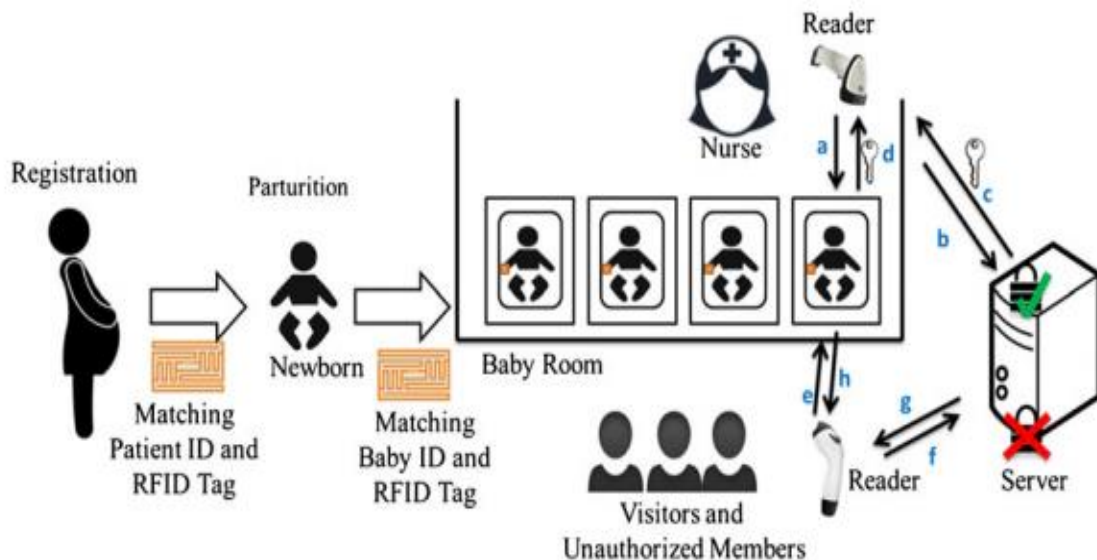 Reader
Nurse
a
d
c
b
Registration
Parturition
Newborn
Matching
Patient ID and
RFID Tag
Matching
Baby ID and
RFID Tag
Baby Room
e
h
g
f
Reader
Server
Visitors and
Unauthorized Members